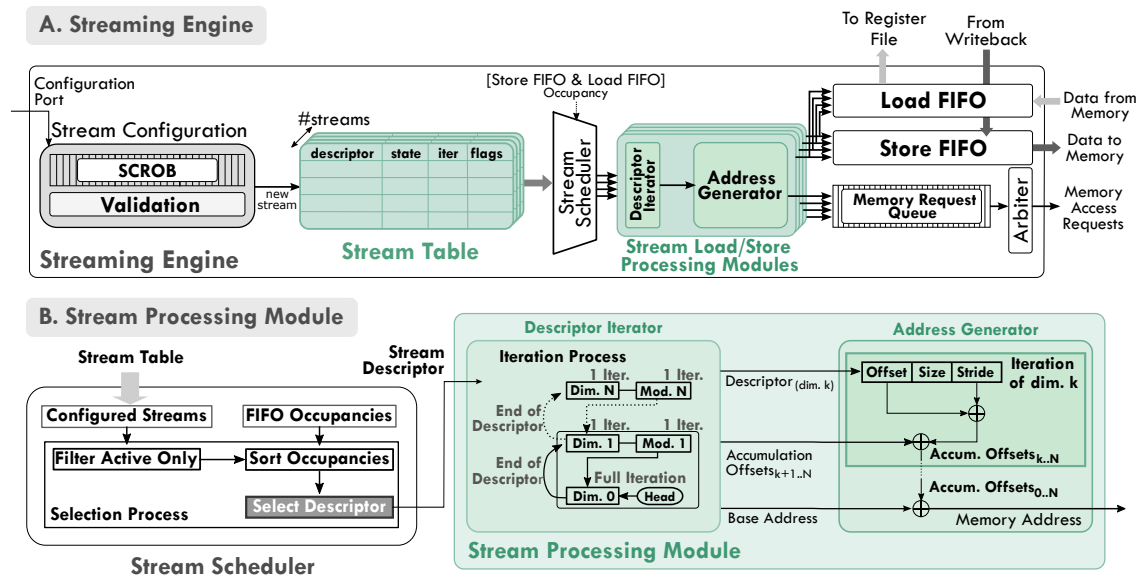 A. Streaming Engine
To Register
File
From
Writeback
Configuration
Port
[Store FIFO & Load FIFO]
Occupancy
Stream Configuration
#streams
SCROB
Validation
new
stream
descriptor state iter flags
Stream Table
Stream
Scheduler
Descriptor
Iterator
Address
Generator
Stream Load/Store
Processing Modules
Load FIFO
Store FIFO
Data from
Memory
Data to
Memory
Memory Request
Queue
Arbiter
Memory
Access
Requests
Streaming Engine
B. Stream Processing Module
Stream Table
Configured Streams
FIFO Occupancies
Filter Active Only
Sort Occupancies
Select Descriptor
Selection Process
Stream Scheduler
Stream
Descriptor
Descriptor Iterator
Iteration Process
1 Iter. 1 Iter.
Dim. N Mod. N
End of
Descriptor
1 Iter. 1 Iter.
Dim. 1 Mod. 1
End of
Descriptor
Full Iteration
Dim. 0 Head
Stream Processing Module
Descriptor (dim. k)
Accumulation
Offsets k+1..N
Base Address
Address Generator
Offset Size Stride
Iteration
of dim. k
Accum. Offsets k..N
Accum. Offsets 0..N
Memory Address